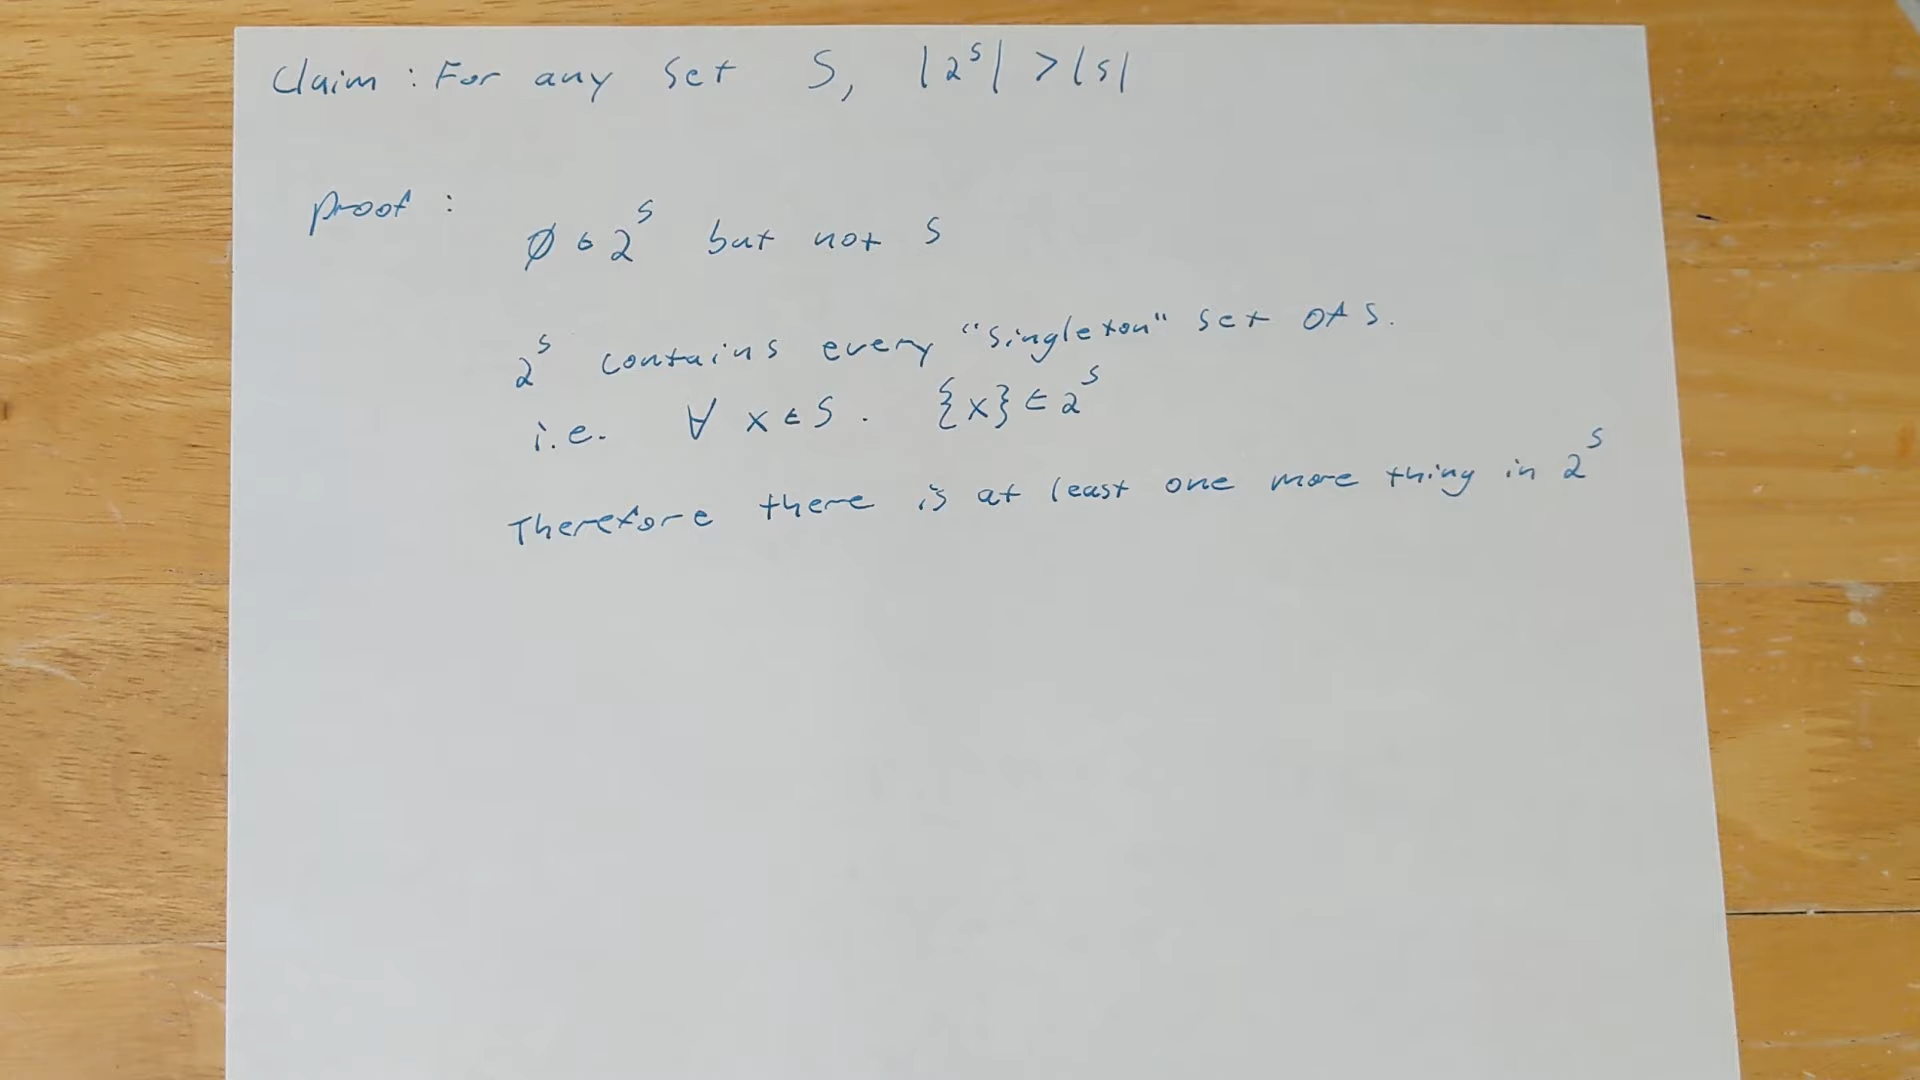 Claim : For any set S, |2^S| > |S|
proof :
∅ ∈ 2^S but not S
2^S contains every "singleton" set of S.
i.e. ∀ x ∈ S . {x} ∈ 2^S
Therefore there is at least one more thing in 2^S